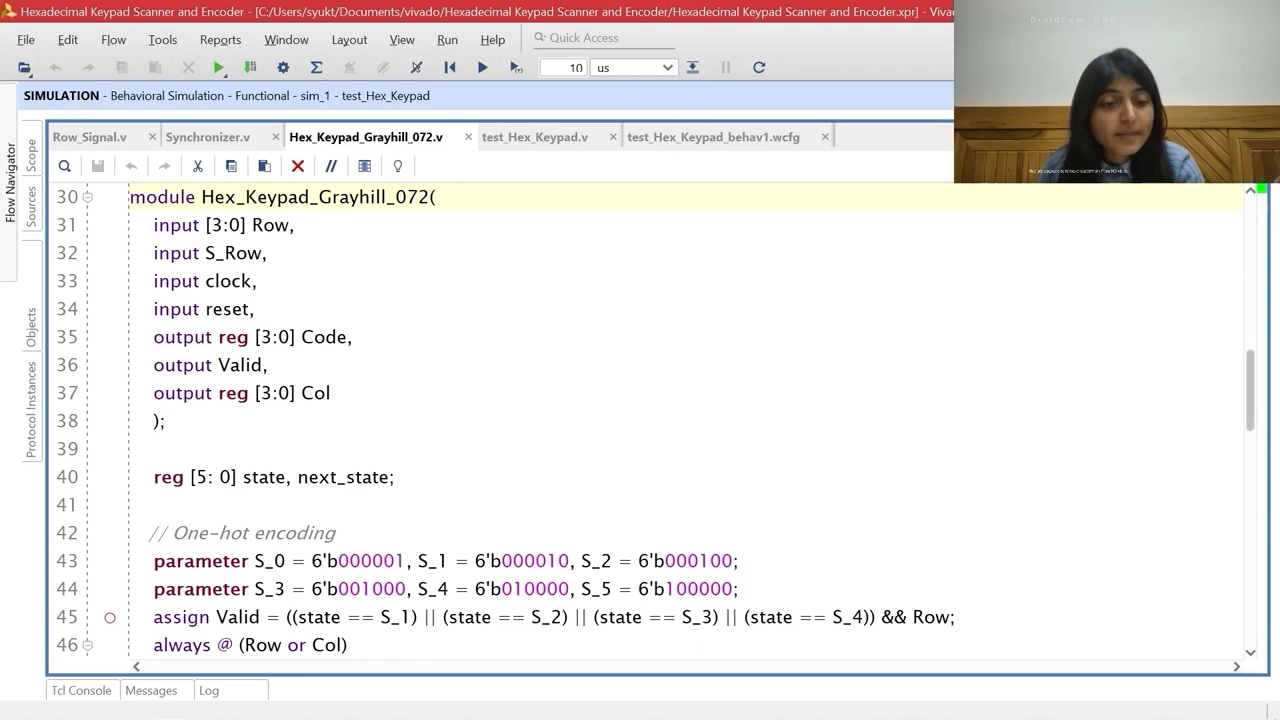 Hexadecimal Keypad Scanner and Encoder - [C:/Users/syukt/Documents/vivado/Hexadecimal Keypad Scanner and Encoder/Hexadecimal Keypad Scanner and Encoder.xpr] - Vivado
File Edit Flow Tools Reports Window Layout View Run Help Quick Access
10 us
SIMULATION - Behavioral Simulation - Functional - sim_1 - test_Hex_Keypad
Row_Signal.v Synchronizer.v Hex_Keypad_Grayhill_072.v test_Hex_Keypad.v test_Hex_Keypad_behav1.wcfg
Flow Navigator
Scope
Sources
Objects
Protocol Instances
30 module Hex_Keypad_Grayhill_072(
31 input [3:0] Row,
32 input S_Row,
33 input clock,
34 input reset,
35 output reg [3:0] Code,
36 output Valid,
37 output reg [3:0] Col
38 );
39
40 reg [5: 0] state, next_state;
41
42 // One-hot encoding
43 parameter S_0 = 6'b000001, S_1 = 6'b000010, S_2 = 6'b000100;
44 parameter S_3 = 6'b001000, S_4 = 6'b010000, S_5 = 6'b100000;
45 assign Valid = ((state == S_1) || (state == S_2) || (state == S_3) || (state == S_4)) && Row;
46 always @ (Row or Col)
Tcl Console Messages Log